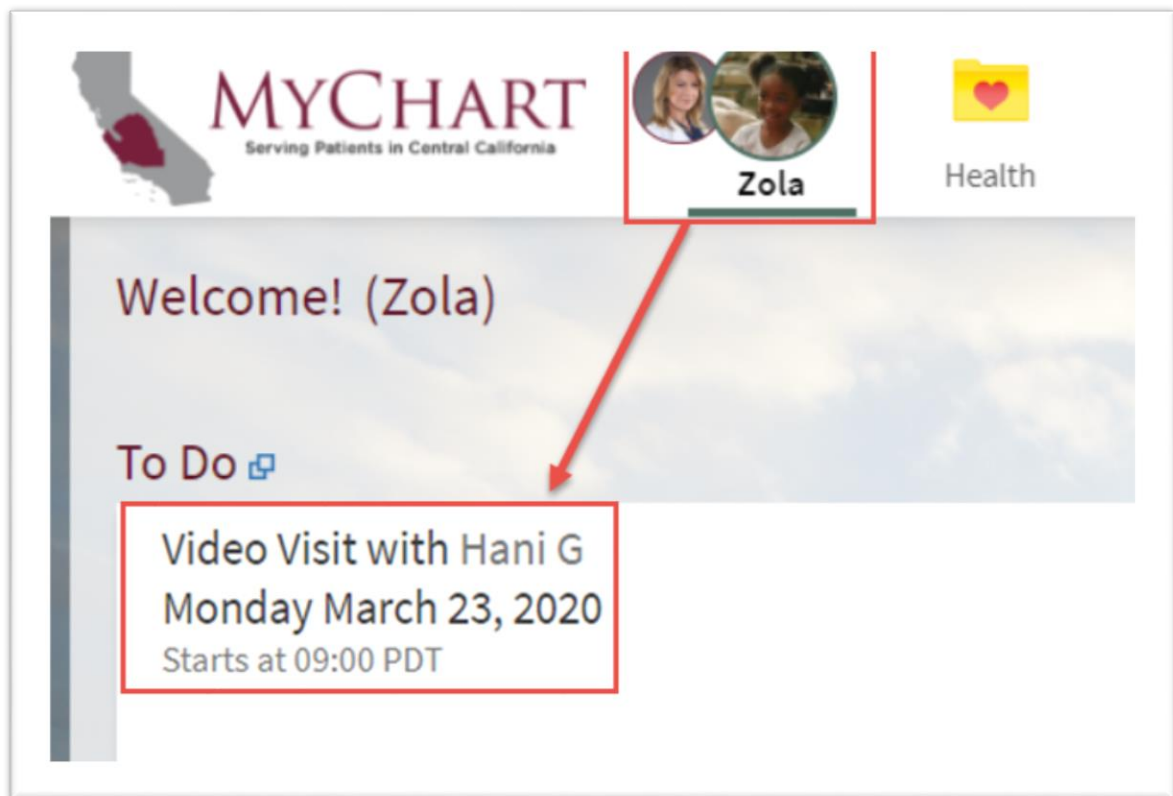 MYCHART
Serving Patients in Central California
Zola
Health
Welcome! (Zola)
To Do
Video Visit with Hani G
Monday March 23, 2020
Starts at 09:00 PDT